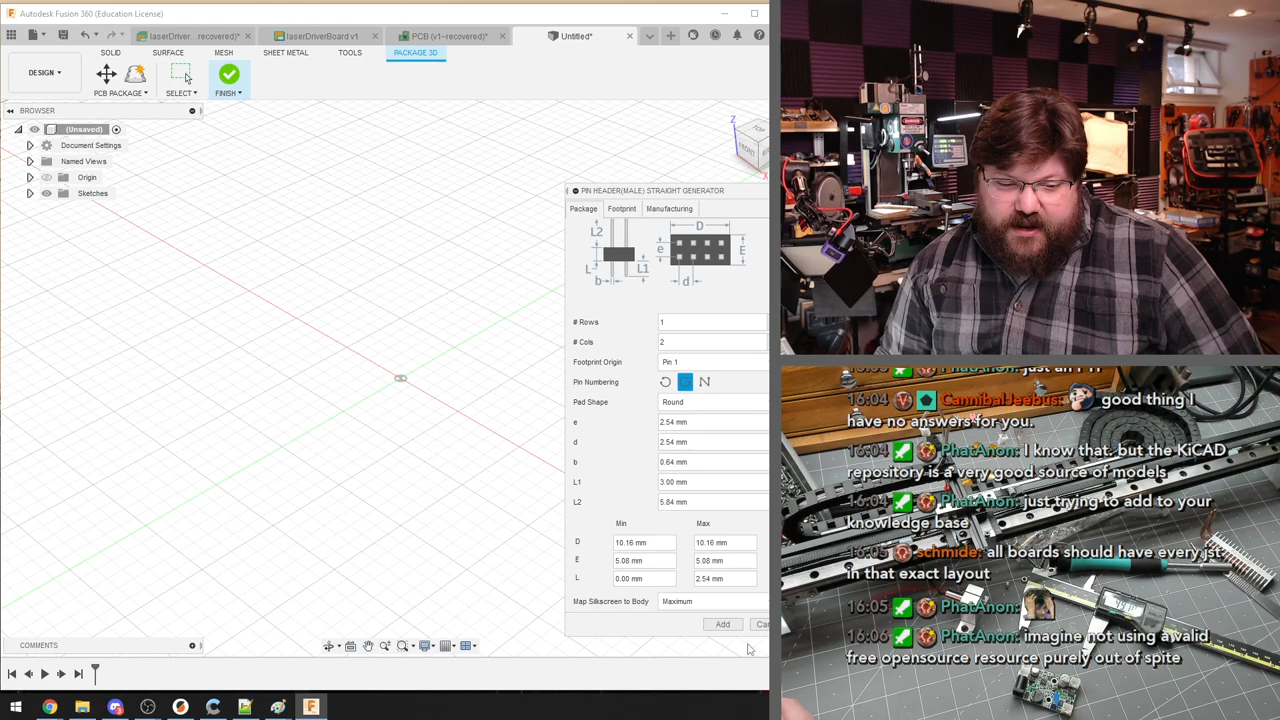 Autodesk Fusion 360 (Education License)
laserDriver...recovered)*
laserDriverBoard v1
PCB (v1~recovered)*
Untitled*
SOLID SURFACE MESH SHEET METAL TOOLS PACKAGE 3D
DESIGN
PCB PACKAGE SELECT FINISH
BROWSER
(Unsaved)
Document Settings
Named Views
Origin
Sketches
Z
FRONT
PIN HEADER(MALE) STRAIGHT GENERATOR
Package Footprint Manufacturing
L2 D
e E
L L1
b d
# Rows 1
# Cols 2
Footprint Origin Pin 1
Pin Numbering
Pad Shape Round
e 2.54 mm
d 2.54 mm
b 0.64 mm
L1 3.00 mm
L2 5.84 mm
Min Max
D 10.16 mm 10.16 mm
E 5.08 mm 5.08 mm
L 0.00 mm 2.54 mm
Map Silkscreen to Body Maximum
Add Can
COMMENTS
DANGER
16:04 CannibalJeebus: good thing I
have no answers for you.
16:04 PhatAnon: I know that. but the KiCAD
repository is a very good source of models
16:04 PhatAnon: just trying to add to your
knowledge base
16:05 schmide: all boards should have every jst
in that exact layout
16:05 PhatAnon:
16:06 PhatAnon: imagine not using a valid
free opensource resource purely out of spite